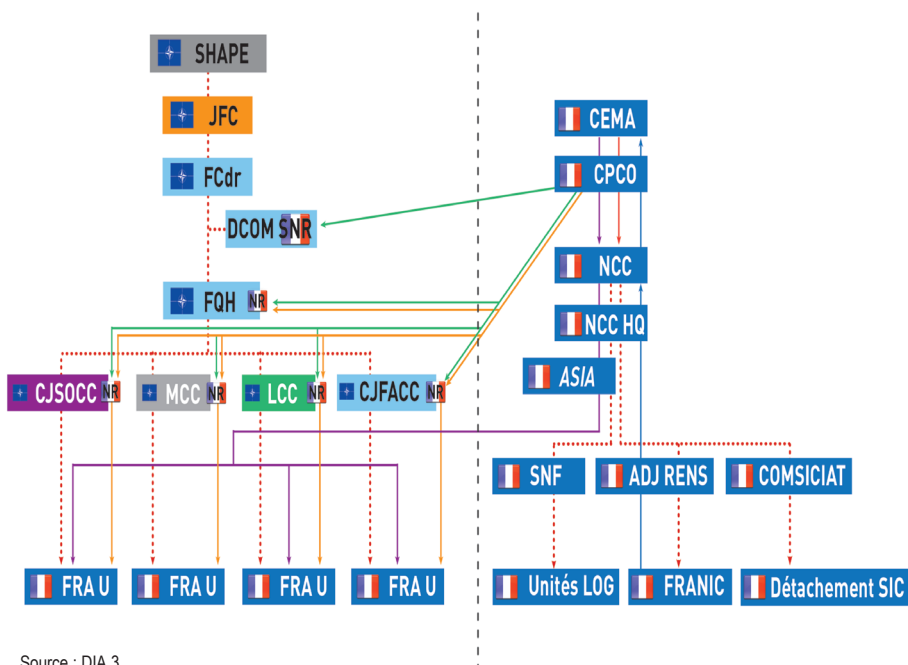 SHAPE
JFC
CEMA
FCdr
CPCO
DCOM SNR
NCC
FQH NR
NCC HQ
ASIA
CJSOCC NR
MCC NR
LCC NR
CJFACC NR
SNF
ADJ RENS
COMSICIAT
FRA U
FRA U
FRA U
FRA U
Unités LOG
FRANIC
Détachement SIC
Source : DIA 3